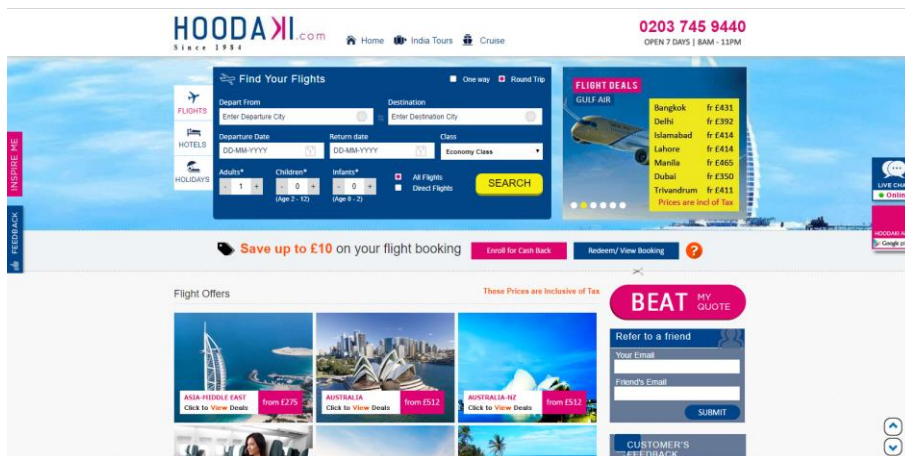 HOODAKI.com
Since 1984
Home
India Tours
Cruise
0203 745 9440
OPEN 7 DAYS | 8AM - 11PM
INSPIRE ME
FEEDBACK
FLIGHTS
HOTELS
HOLIDAYS
Find Your Flights
One way
Round Trip
Depart From
Destination
Enter Departure City
Enter Destination City
Departure Date
Return date
Class
DD-MM-YYYY
DD-MM-YYYY
Economy Class
Adults*
Children*
Infants*
- 1 +
- 0 +
- 0 +
(Age 2 - 12)
(Age 0 - 2)
All Flights
Direct Flights
SEARCH
FLIGHT DEALS
GULF AIR
Bangkok fr £431
Delhi fr £392
Islamabad fr £414
Lahore fr £414
Manila fr £465
Dubai fr £350
Trivandrum fr £411
Prices are incl of Tax
LIVE CHA
Onlin
HOODAKI A
Google pl
Save up to £10 on your flight booking
Enroll for Cash Back
Redeem/ View Booking
?
Flight Offers
These Prices are Inclusive of Tax
ASIA-MIDDLE EAST
Click to View Deals
from £275
AUSTRALIA
Click to View Deals
from £512
AUSTRALIA-NZ
Click to View Deals
from £512
BEAT MY QUOTE
Refer to a friend
Your Email
Friend's Email
SUBMIT
CUSTOMER'S
FEEDBACK